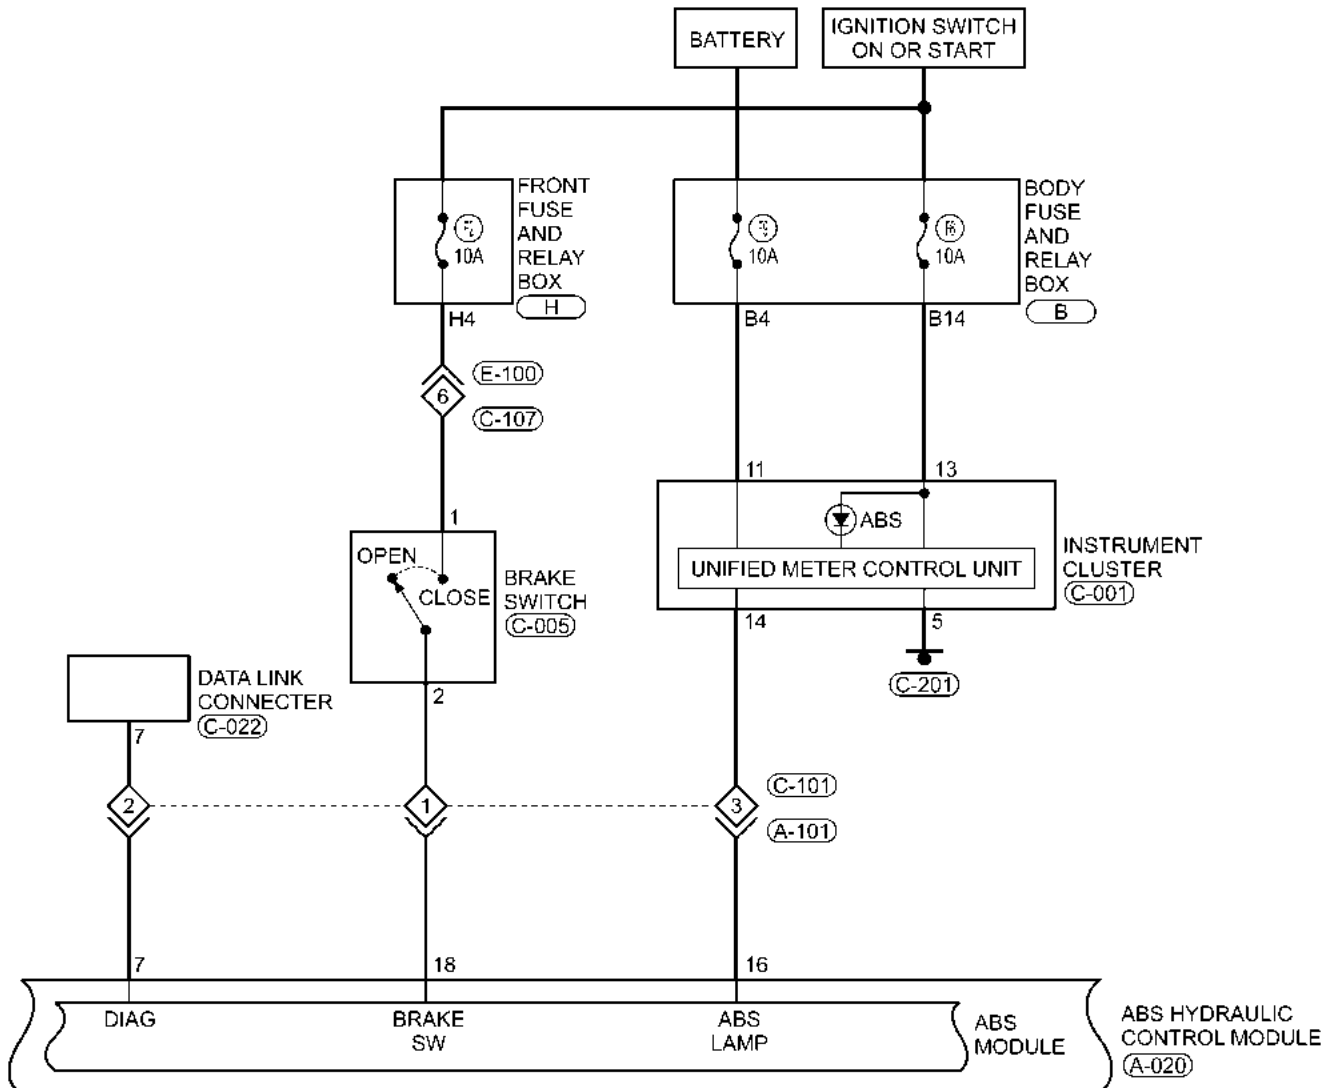 BATTERY
IGNITION SWITCH
ON OR START
FRONT
FUSE
AND
RELAY
BOX
H
10A
H4
BODY
FUSE
AND
RELAY
BOX
B
10A
10A
B4
B14
E-100
6
C-107
11
13
ABS
UNIFIED METER CONTROL UNIT
INSTRUMENT
CLUSTER
C-001
14
5
C-201
1
OPEN
CLOSE
BRAKE
SWITCH
C-005
2
DATA LINK
CONNECTER
C-022
7
2
1
3
C-101
A-101
7
18
16
DIAG
BRAKE
SW
ABS
LAMP
ABS
MODULE
ABS HYDRAULIC
CONTROL MODULE
A-020